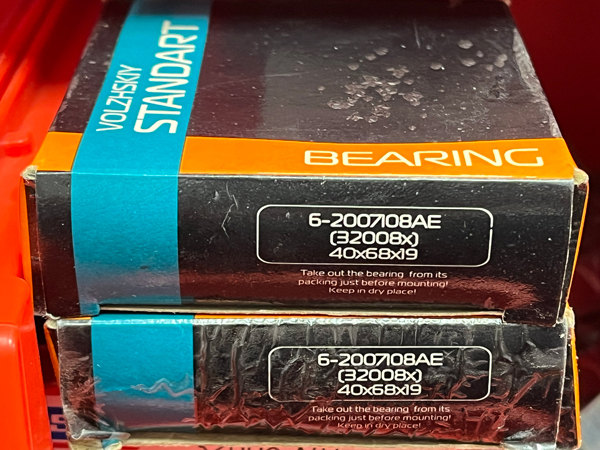 VOLZHSKIY
STANDART
BEARING
6-2007108AE
(32008x)
40x68x19
Take out the bearing from its
packing just before mounting!
Keep in dry place!
6-2007108AE
(32008x)
40x68x19
Take out the bearing from its
packing just before mounting!
Keep in dry place!